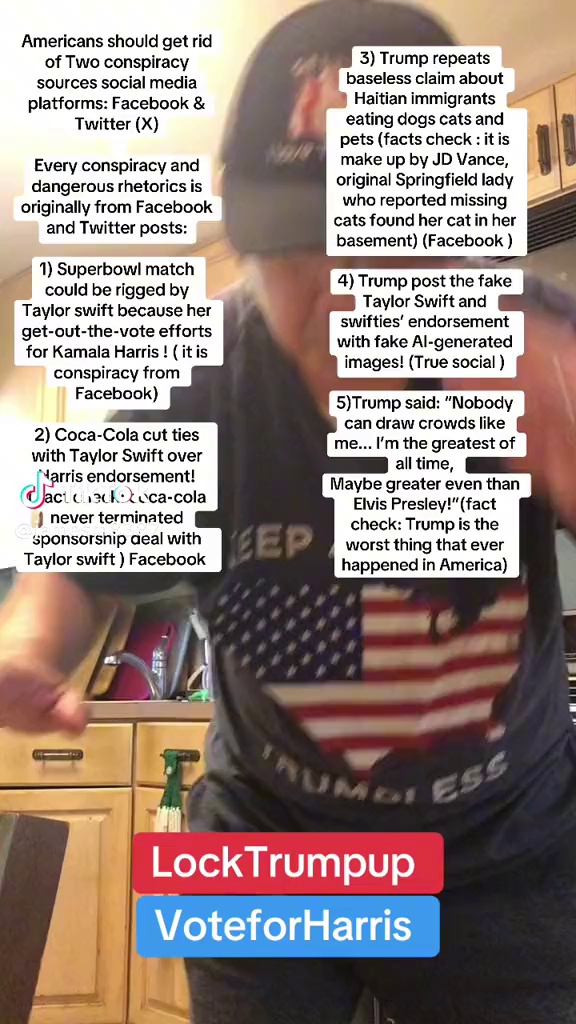 Americans should get rid
of Two conspiracy
sources social media
platforms: Facebook &
Twitter (X)
Every conspiracy and
dangerous rhetorics is
originally from Facebook
and Twitter posts:
1) Superbowl match
could be rigged by
Taylor swift because her
get-out-the-vote efforts
for Kamala Harris ! ( it is
conspiracy from
Facebook)
2) Coca-Cola cut ties
with Taylor Swift over
Harris endorsement!
coca-cola
never terminated
sponsorship deal with
Taylor swift ) Facebook
3) Trump repeats
baseless claim about
Haitian immigrants
eating dogs cats and
pets (facts check : it is
make up by JD Vance,
original Springfield lady
who reported missing
cats found her cat in her
basement) (Facebook )
4) Trump post the fake
Taylor Swift and
swifties' endorsement
with fake AI-generated
images! (True social )
5)Trump said: “Nobody
can draw crowds like
me... I'm the greatest of
all time,
Maybe greater even than
Elvis Presley!”(fact
check: Trump is the
worst thing that ever
happened in America)
KEEP
TRUMPLESS
LockTrumpup
VoteforHarris